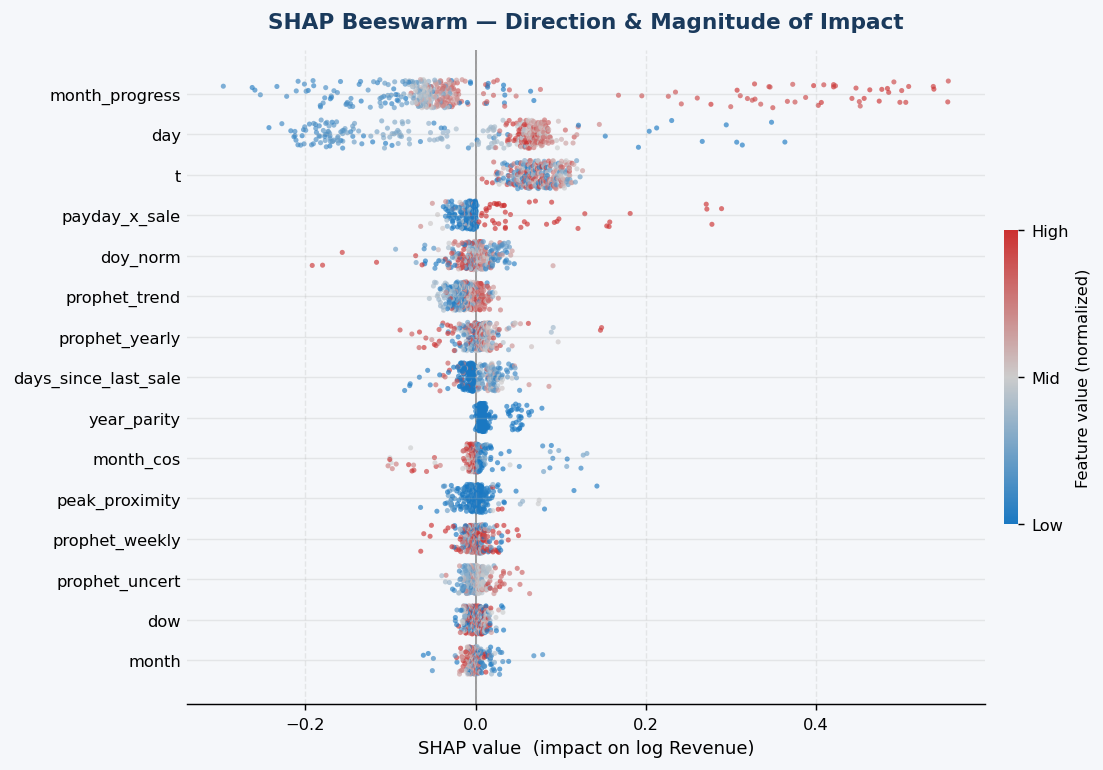 SHAP Beeswarm — Direction & Magnitude of Impact
month_progress
day
t
payday_x_sale
doy_norm
prophet_trend
prophet_yearly
days_since_last_sale
year_parity
month_cos
peak_proximity
prophet_weekly
prophet_uncert
dow
month
−0.2
0.0
0.2
0.4
SHAP value  (impact on log Revenue)
High
Mid
Low
Feature value (normalized)